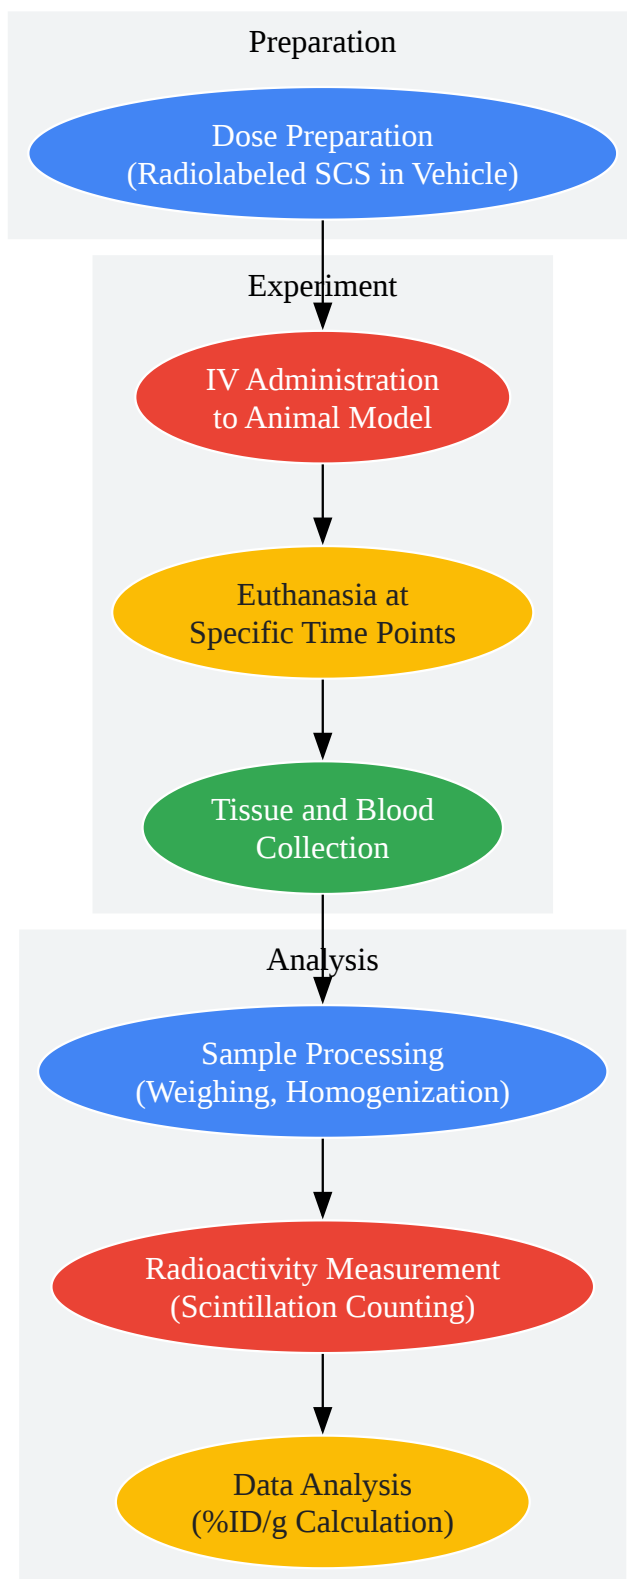 Preparation
Dose Preparation
(Radiolabeled SCS in Vehicle)
Experiment
IV Administration
to Animal Model
Euthanasia at
Specific Time Points
Tissue and Blood
Collection
Analysis
Sample Processing
(Weighing, Homogenization)
Radioactivity Measurement
(Scintillation Counting)
Data Analysis
(%ID/g Calculation)